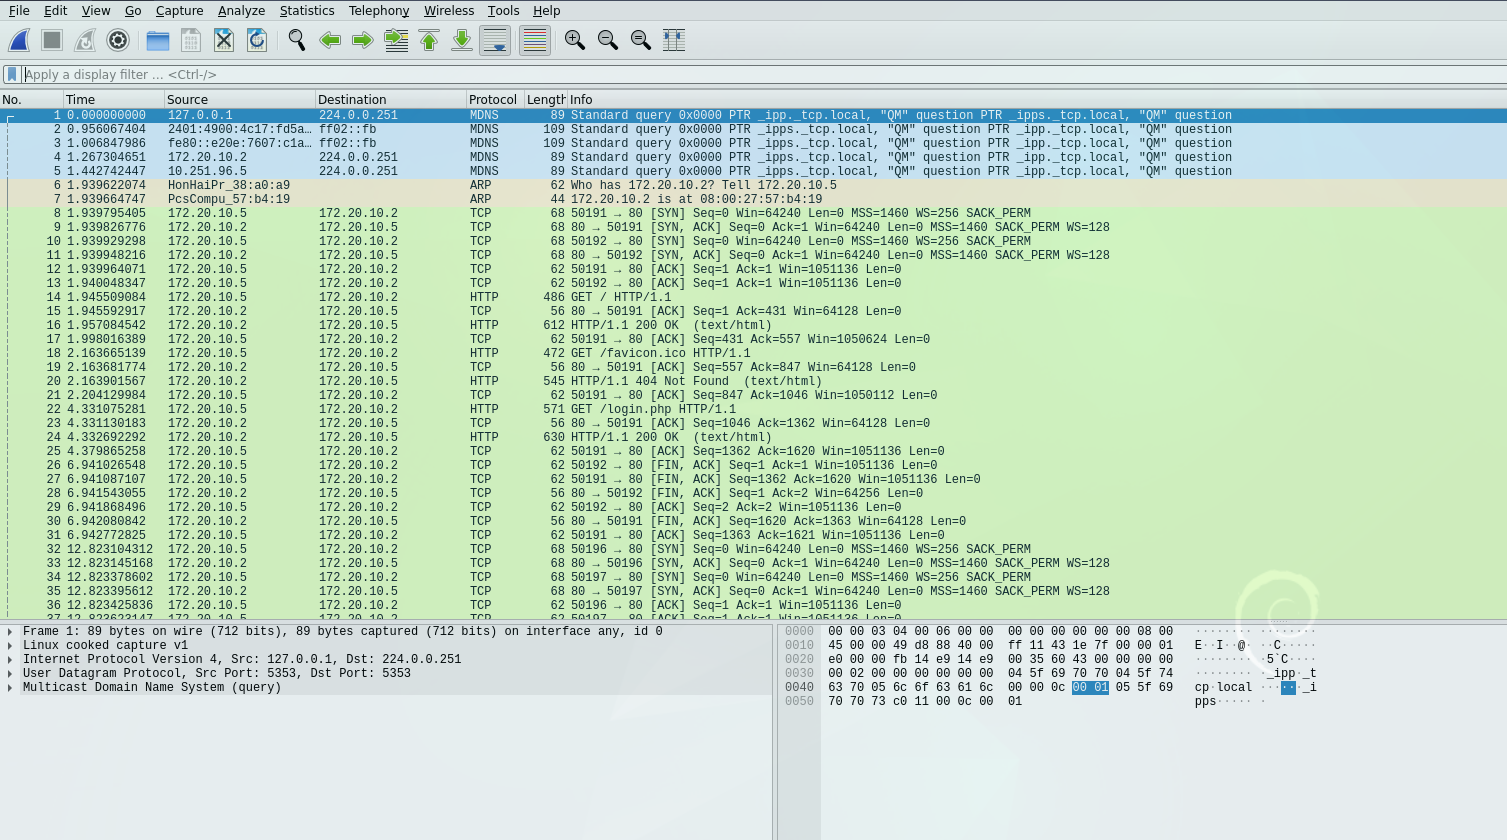 File Edit View Go Capture Analyze Statistics Telephony Wireless Tools Help
Apply a display filter … <Ctrl-/>
No. Time Source Destination Protocol Length Info
1 0.000000000 127.0.0.1 224.0.0.251 MDNS 89 Standard query 0x0000 PTR _ipp._tcp.local, "QM" question PTR _ipps._tcp.local, "QM" question
2 0.956067404 2401:4900:4c17:fd5a… ff02::fb MDNS 109 Standard query 0x0000 PTR _ipps._tcp.local, "QM" question PTR _ipp._tcp.local, "QM" question
3 1.006847986 fe80::e20e:7607:c1a… ff02::fb MDNS 109 Standard query 0x0000 PTR _ipps._tcp.local, "QM" question PTR _ipp._tcp.local, "QM" question
4 1.267304651 172.20.10.2 224.0.0.251 MDNS 89 Standard query 0x0000 PTR _ipps._tcp.local, "QM" question PTR _ipp._tcp.local, "QM" question
5 1.442742447 10.251.96.5 224.0.0.251 MDNS 89 Standard query 0x0000 PTR _ipps._tcp.local, "QM" question PTR _ipp._tcp.local, "QM" question
6 1.939622074 HonHaiPr_38:a0:a9 ARP 62 Who has 172.20.10.2? Tell 172.20.10.5
7 1.939664747 PcsCompu_57:b4:19 ARP 44 172.20.10.2 is at 08:00:27:57:b4:19
8 1.939795405 172.20.10.5 172.20.10.2 TCP 68 50191 → 80 [SYN] Seq=0 Win=64240 Len=0 MSS=1460 WS=256 SACK_PERM
9 1.939826776 172.20.10.2 172.20.10.5 TCP 68 80 → 50191 [SYN, ACK] Seq=0 Ack=1 Win=64240 Len=0 MSS=1460 SACK_PERM WS=128
10 1.939929298 172.20.10.5 172.20.10.2 TCP 68 50192 → 80 [SYN] Seq=0 Win=64240 Len=0 MSS=1460 WS=256 SACK_PERM
11 1.939948216 172.20.10.2 172.20.10.5 TCP 68 80 → 50192 [SYN, ACK] Seq=0 Ack=1 Win=64240 Len=0 MSS=1460 SACK_PERM WS=128
12 1.939964071 172.20.10.5 172.20.10.2 TCP 62 50191 → 80 [ACK] Seq=1 Ack=1 Win=1051136 Len=0
13 1.940048347 172.20.10.5 172.20.10.2 TCP 62 50192 → 80 [ACK] Seq=1 Ack=1 Win=1051136 Len=0
14 1.945509084 172.20.10.5 172.20.10.2 HTTP 486 GET / HTTP/1.1
15 1.945592917 172.20.10.2 172.20.10.5 TCP 56 80 → 50191 [ACK] Seq=1 Ack=431 Win=64128 Len=0
16 1.957084542 172.20.10.2 172.20.10.5 HTTP 612 HTTP/1.1 200 OK  (text/html)
17 1.998016389 172.20.10.5 172.20.10.2 TCP 62 50191 → 80 [ACK] Seq=431 Ack=557 Win=1050624 Len=0
18 2.163665139 172.20.10.5 172.20.10.2 HTTP 472 GET /favicon.ico HTTP/1.1
19 2.163681774 172.20.10.2 172.20.10.5 TCP 56 80 → 50191 [ACK] Seq=557 Ack=847 Win=64128 Len=0
20 2.163901567 172.20.10.2 172.20.10.5 HTTP 545 HTTP/1.1 404 Not Found  (text/html)
21 2.204129984 172.20.10.5 172.20.10.2 TCP 62 50191 → 80 [ACK] Seq=847 Ack=1046 Win=1050112 Len=0
22 4.331075281 172.20.10.5 172.20.10.2 HTTP 571 GET /login.php HTTP/1.1
23 4.331130183 172.20.10.2 172.20.10.5 TCP 56 80 → 50191 [ACK] Seq=1046 Ack=1362 Win=64128 Len=0
24 4.332692292 172.20.10.2 172.20.10.5 HTTP 630 HTTP/1.1 200 OK  (text/html)
25 4.379865258 172.20.10.5 172.20.10.2 TCP 62 50191 → 80 [ACK] Seq=1362 Ack=1620 Win=1051136 Len=0
26 6.941026548 172.20.10.5 172.20.10.2 TCP 62 50192 → 80 [FIN, ACK] Seq=1 Ack=1 Win=1051136 Len=0
27 6.941087107 172.20.10.5 172.20.10.2 TCP 62 50191 → 80 [FIN, ACK] Seq=1362 Ack=1620 Win=1051136 Len=0
28 6.941543055 172.20.10.2 172.20.10.5 TCP 56 80 → 50192 [FIN, ACK] Seq=1 Ack=2 Win=64256 Len=0
29 6.941868496 172.20.10.5 172.20.10.2 TCP 62 50192 → 80 [ACK] Seq=2 Ack=2 Win=1051136 Len=0
30 6.942080842 172.20.10.2 172.20.10.5 TCP 56 80 → 50191 [FIN, ACK] Seq=1620 Ack=1363 Win=64128 Len=0
31 6.942772825 172.20.10.5 172.20.10.2 TCP 62 50191 → 80 [ACK] Seq=1363 Ack=1621 Win=1051136 Len=0
32 12.823104312 172.20.10.5 172.20.10.2 TCP 68 50196 → 80 [SYN] Seq=0 Win=64240 Len=0 MSS=1460 WS=256 SACK_PERM
33 12.823145168 172.20.10.2 172.20.10.5 TCP 68 80 → 50196 [SYN, ACK] Seq=0 Ack=1 Win=64240 Len=0 MSS=1460 SACK_PERM WS=128
34 12.823378602 172.20.10.5 172.20.10.2 TCP 68 50197 → 80 [SYN] Seq=0 Win=64240 Len=0 MSS=1460 WS=256 SACK_PERM
35 12.823395612 172.20.10.2 172.20.10.5 TCP 68 80 → 50197 [SYN, ACK] Seq=0 Ack=1 Win=64240 Len=0 MSS=1460 SACK_PERM WS=128
36 12.823425836 172.20.10.5 172.20.10.2 TCP 62 50196 → 80 [ACK] Seq=1 Ack=1 Win=1051136 Len=0
37 12.823623147 172.20.10.5 172.20.10.2 TCP 62 50197 → 80 [ACK] Seq=1 Ack=1 Win=1051136 Len=0
Frame 1: 89 bytes on wire (712 bits), 89 bytes captured (712 bits) on interface any, id 0
Linux cooked capture v1
Internet Protocol Version 4, Src: 127.0.0.1, Dst: 224.0.0.251
User Datagram Protocol, Src Port: 5353, Dst Port: 5353
Multicast Domain Name System (query)
0000 00 00 03 04 00 06 00 00 00 00 00 00 00 00 08 00 ········ ········
0010 45 00 00 49 d8 88 40 00 ff 11 43 1e 7f 00 00 01 E··I··@· ··C·····
0020 e0 00 00 fb 14 e9 14 e9 00 35 60 43 00 00 00 00 ········ ·5`C····
0030 00 02 00 00 00 00 00 00 04 5f 69 70 70 04 5f 74 ········ ·_ipp·_t
0040 63 70 05 6c 6f 63 61 6c 00 00 0c 00 01 05 5f 69 cp·local ······_i
0050 70 70 73 c0 11 00 0c 00 01 pps····· ·